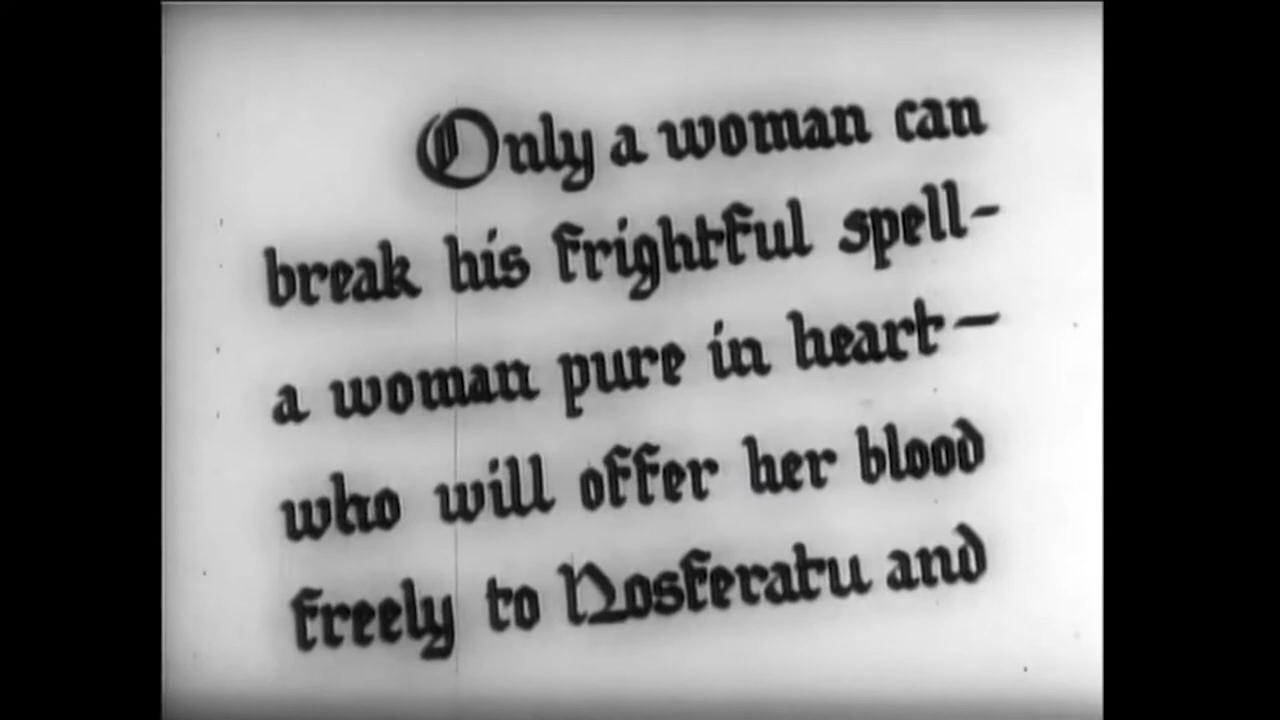 Only a woman can
break his frightful spell-
a woman pure in heart—
who will offer her blood
freely to Nosferatu and